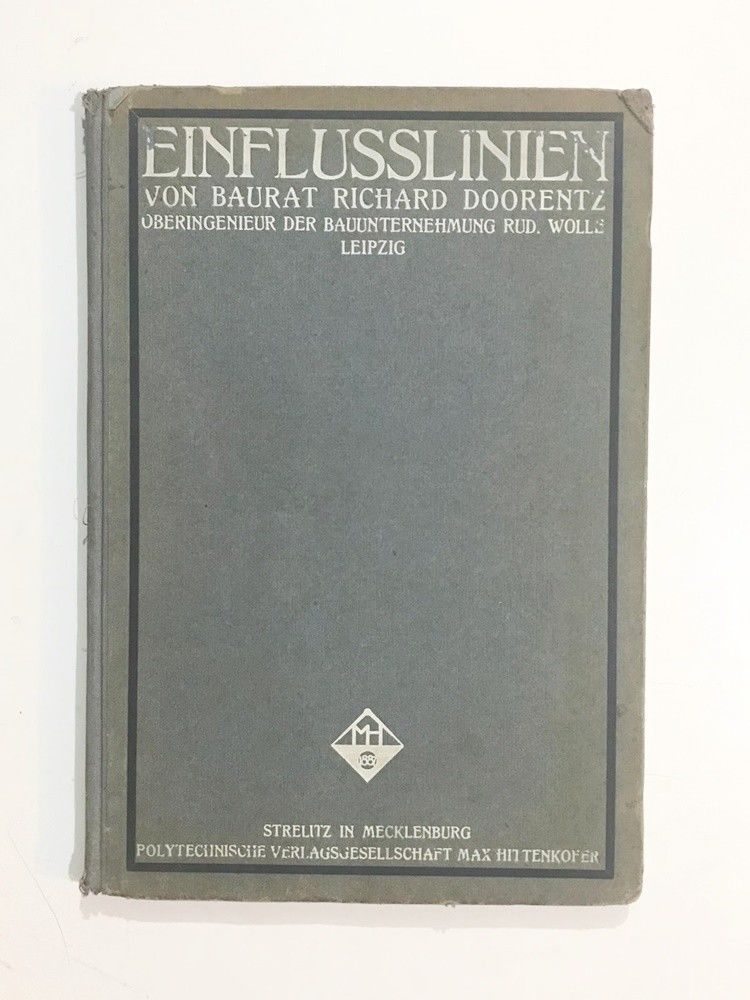 EINFLUSSLINIEN
VON BAURAT RICHARD DOORENTZ
OBERINGENIEUR DER BAUUNTERNEHMUNG RUD. WOLLE
LEIPZIG
MH
1887
STRELITZ IN MECKLENBURG
POLYTECHNISCHE VERLAGSGESELLSCHAFT MAX HITTENKOFER